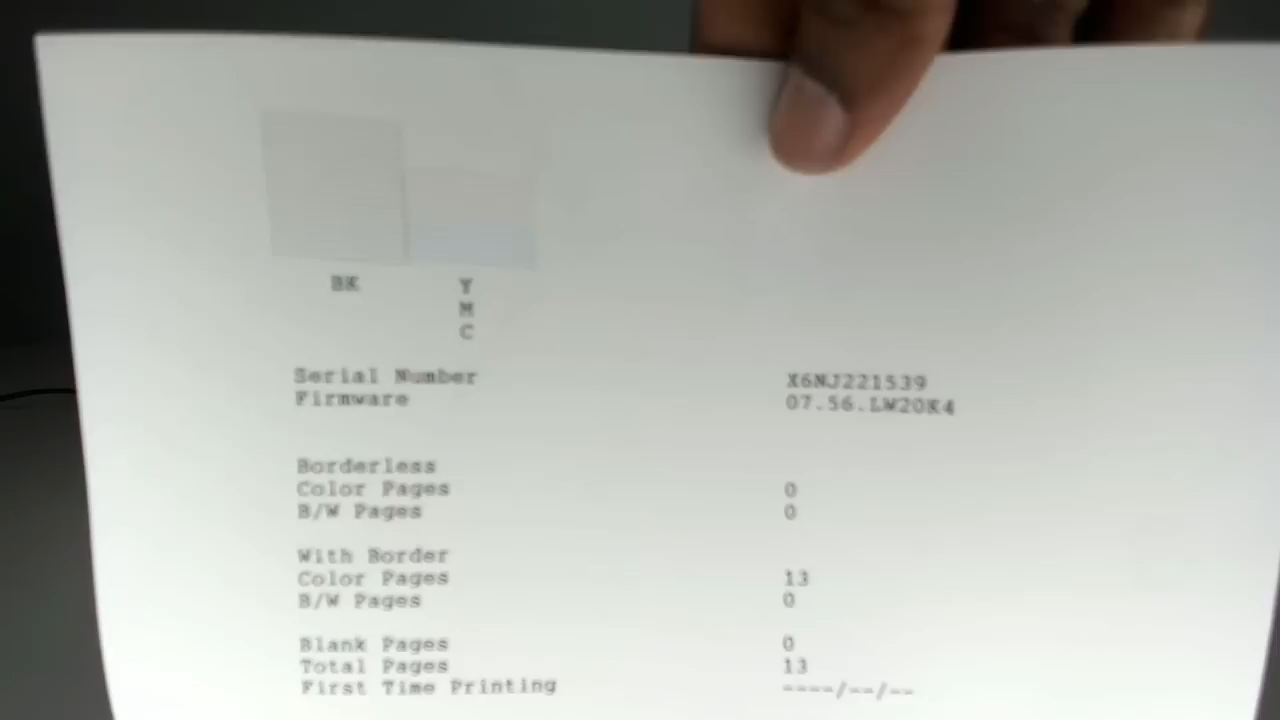 BK Y
M
C
Serial Number X6NJ221539
Firmware 07.56.LW20K4
Borderless
Color Pages 0
B/W Pages 0
With Border
Color Pages 13
B/W Pages 0
Blank Pages 0
Total Pages 13
First Time Printing ----/--/--